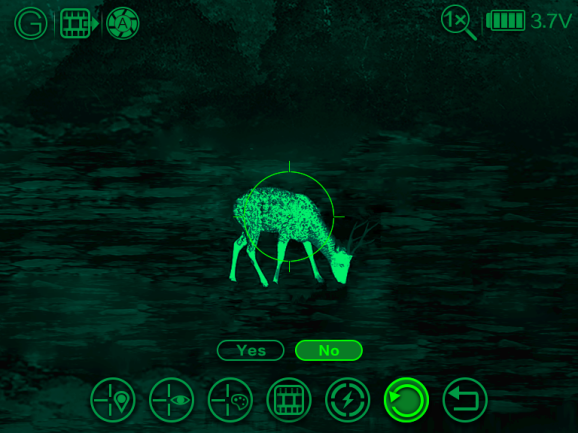 G A 1× 3.7V
Yes No